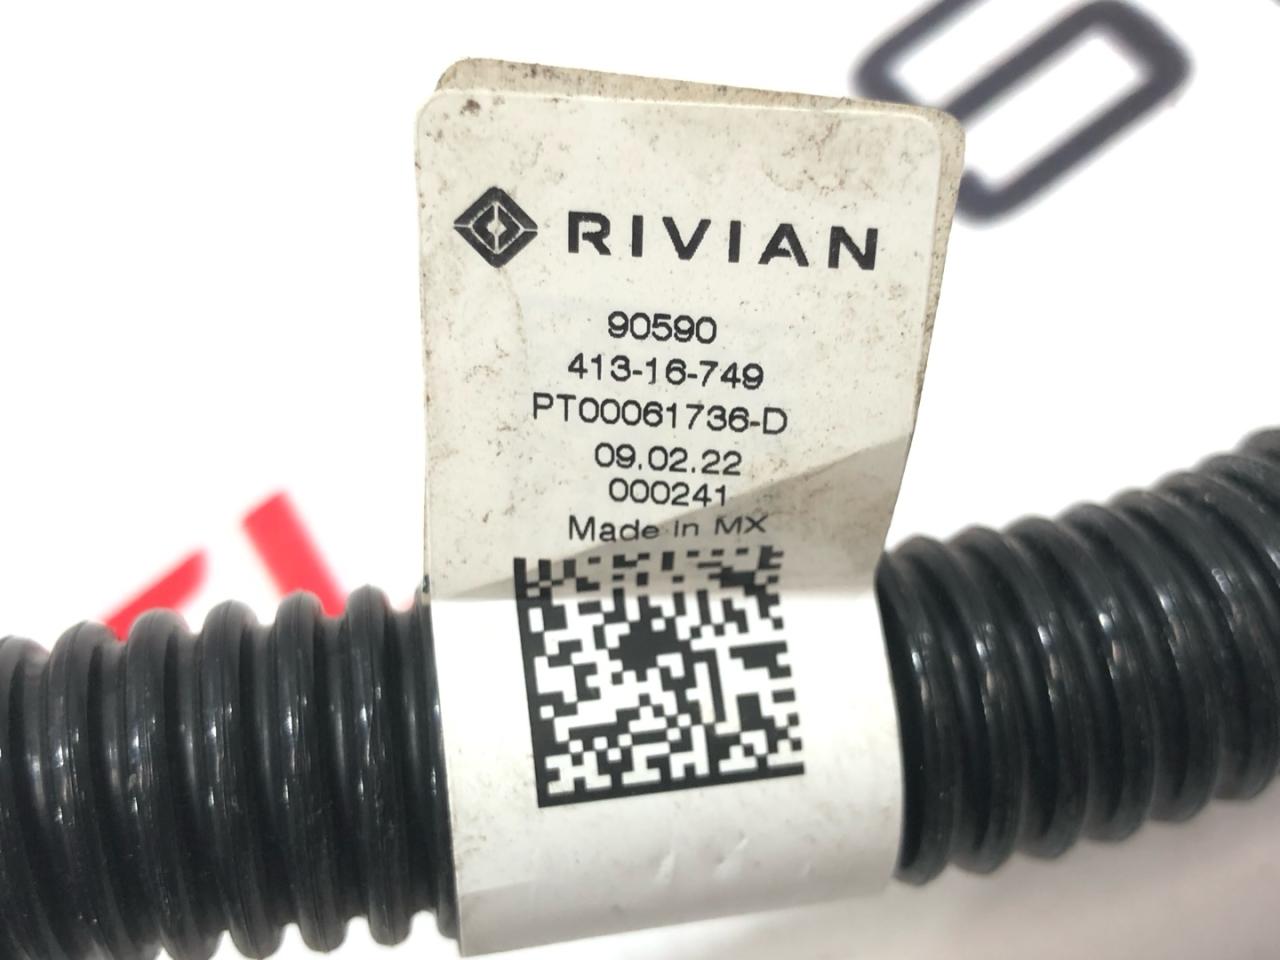 RIVIAN
90590
413-16-749
PT00061736-D
09.02.22
000241
Made In MX